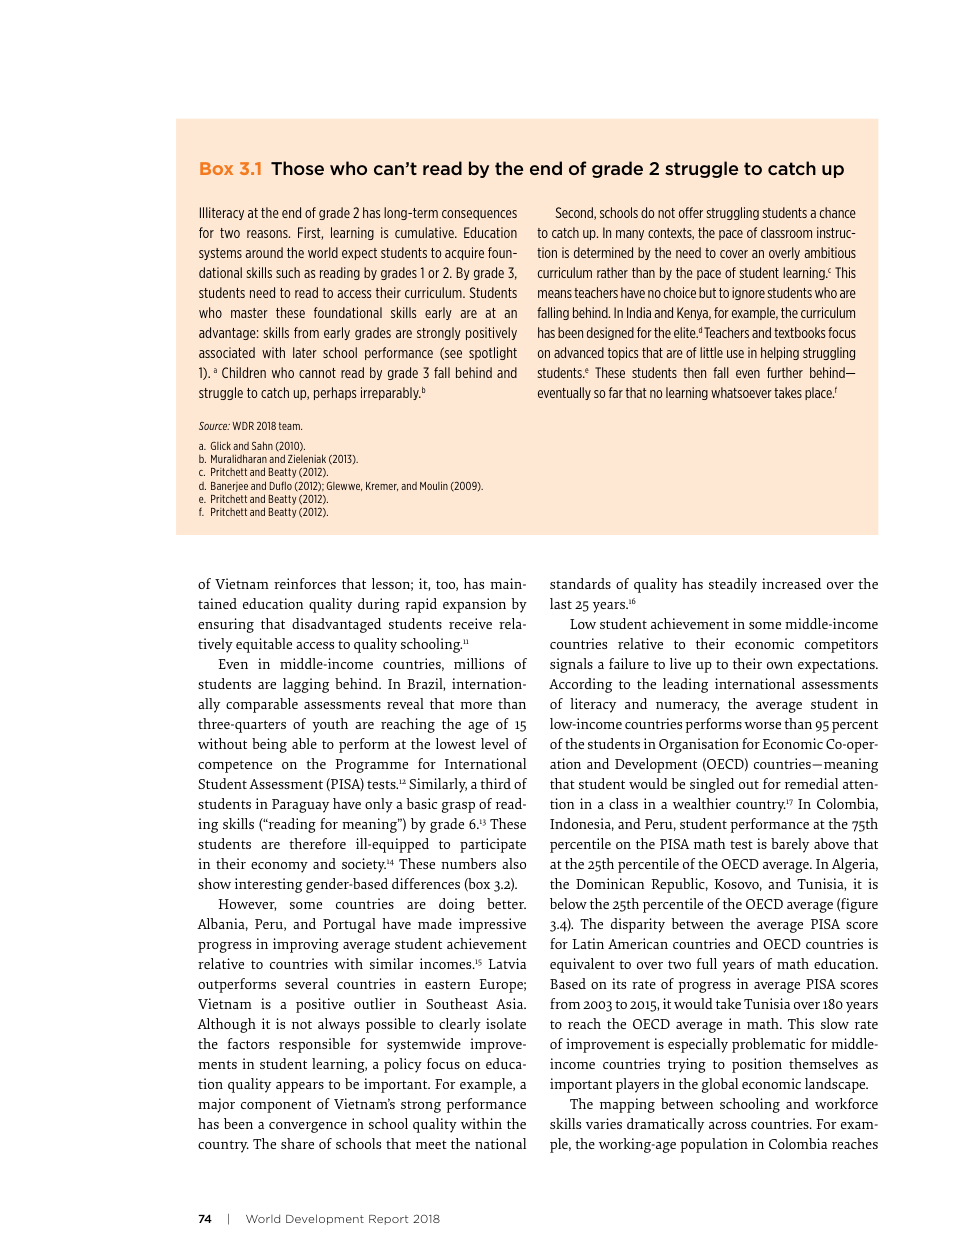 Box 3.1 Those who can’t read by the end of grade 2 struggle to catch up
Illiteracy at the end of grade 2 has long-term consequences
for two reasons. First, learning is cumulative. Education
systems around the world expect students to acquire foun-
dational skills such as reading by grades 1 or 2. By grade 3,
students need to read to access their curriculum. Students
who master these foundational skills early are at an
advantage: skills from early grades are strongly positively
associated with later school performance (see spotlight
1). a Children who cannot read by grade 3 fall behind and
struggle to catch up, perhaps irreparably.b
Second, schools do not offer struggling students a chance
to catch up. In many contexts, the pace of classroom instruc-
tion is determined by the need to cover an overly ambitious
curriculum rather than by the pace of student learning.c This
means teachers have no choice but to ignore students who are
falling behind. In India and Kenya, for example, the curriculum
has been designed for the elite.d Teachers and textbooks focus
on advanced topics that are of little use in helping struggling
students.e These students then fall even further behind—
eventually so far that no learning whatsoever takes place.f
Source: WDR 2018 team.
a. Glick and Sahn (2010).
b. Muralidharan and Zieleniak (2013).
c. Pritchett and Beatty (2012).
d. Banerjee and Duflo (2012); Glewwe, Kremer, and Moulin (2009).
e. Pritchett and Beatty (2012).
f. Pritchett and Beatty (2012).
of Vietnam reinforces that lesson; it, too, has main-
tained education quality during rapid expansion by
ensuring that disadvantaged students receive rela-
tively equitable access to quality schooling.11
Even in middle-income countries, millions of
students are lagging behind. In Brazil, internation-
ally comparable assessments reveal that more than
three-quarters of youth are reaching the age of 15
without being able to perform at the lowest level of
competence on the Programme for International
Student Assessment (PISA) tests.12 Similarly, a third of
students in Paraguay have only a basic grasp of read-
ing skills (“reading for meaning”) by grade 6.13 These
students are therefore ill-equipped to participate
in their economy and society.14 These numbers also
show interesting gender-based differences (box 3.2).
However, some countries are doing better.
Albania, Peru, and Portugal have made impressive
progress in improving average student achievement
relative to countries with similar incomes.15 Latvia
outperforms several countries in eastern Europe;
Vietnam is a positive outlier in Southeast Asia.
Although it is not always possible to clearly isolate
the factors responsible for systemwide improve-
ments in student learning, a policy focus on educa-
tion quality appears to be important. For example, a
major component of Vietnam’s strong performance
has been a convergence in school quality within the
country. The share of schools that meet the national
standards of quality has steadily increased over the
last 25 years.16
Low student achievement in some middle-income
countries relative to their economic competitors
signals a failure to live up to their own expectations.
According to the leading international assessments
of literacy and numeracy, the average student in
low-income countries performs worse than 95 percent
of the students in Organisation for Economic Co-oper-
ation and Development (OECD) countries—meaning
that student would be singled out for remedial atten-
tion in a class in a wealthier country.17 In Colombia,
Indonesia, and Peru, student performance at the 75th
percentile on the PISA math test is barely above that
at the 25th percentile of the OECD average. In Algeria,
the Dominican Republic, Kosovo, and Tunisia, it is
below the 25th percentile of the OECD average (figure
3.4). The disparity between the average PISA score
for Latin American countries and OECD countries is
equivalent to over two full years of math education.
Based on its rate of progress in average PISA scores
from 2003 to 2015, it would take Tunisia over 180 years
to reach the OECD average in math. This slow rate
of improvement is especially problematic for middle-
income countries trying to position themselves as
important players in the global economic landscape.
The mapping between schooling and workforce
skills varies dramatically across countries. For exam-
ple, the working-age population in Colombia reaches
74 | World Development Report 2018